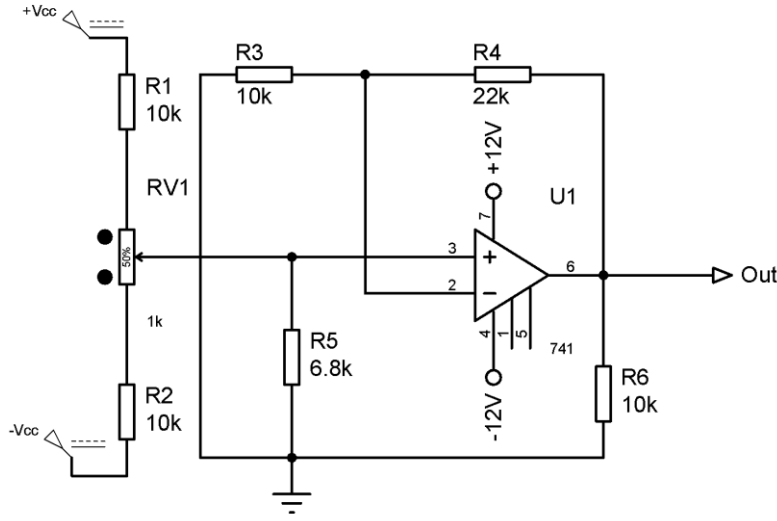 +Vcc
R1
10k
RV1
50%
1k
R2
10k
-Vcc
R3
10k
R4
22k
+12V
7
U1
3
+
2
−
6
Out
4
1
5
741
-12V
R5
6.8k
R6
10k